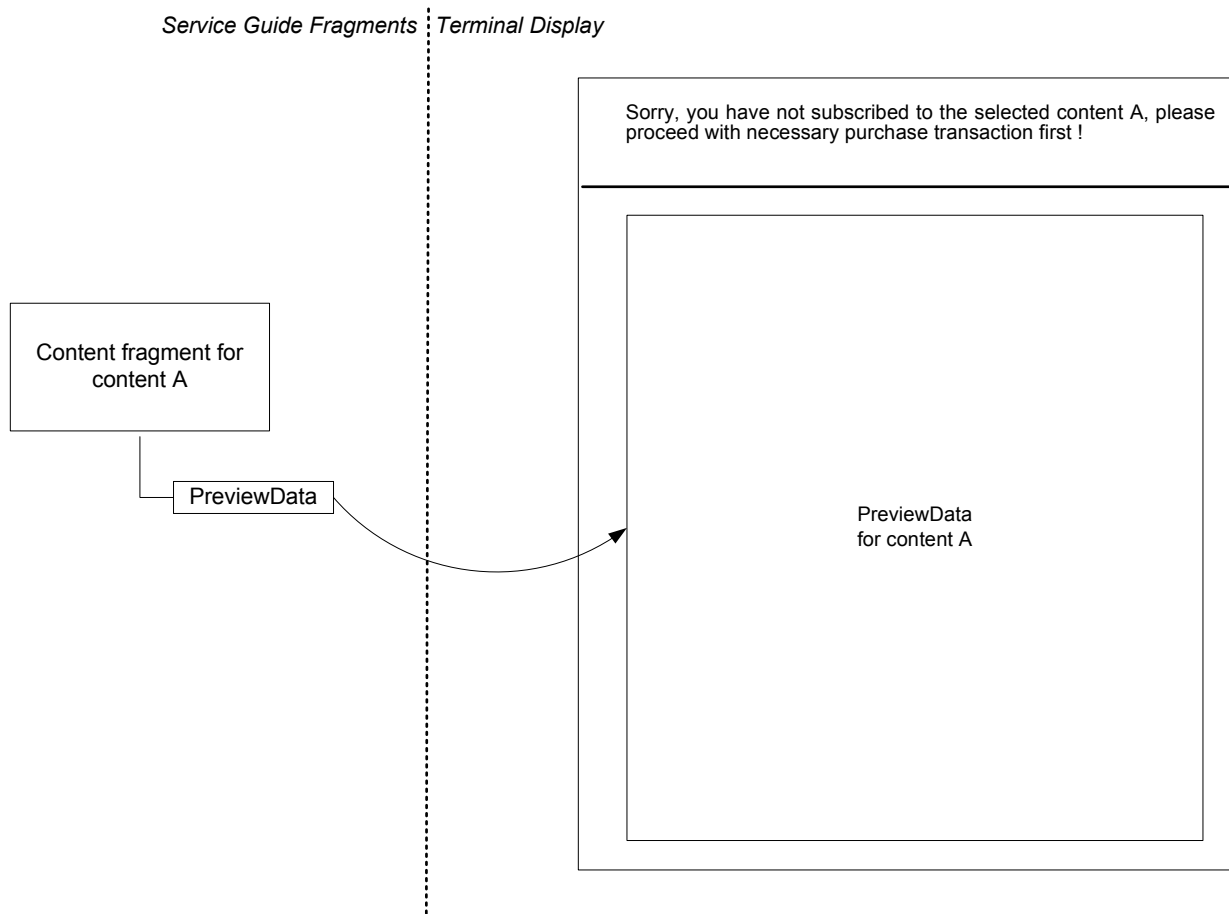 Service Guide Fragments
Terminal Display
Sorry, you have not subscribed to the selected content A, please
proceed with necessary purchase transaction first !
Content fragment for
content A
PreviewData
PreviewData
for content A